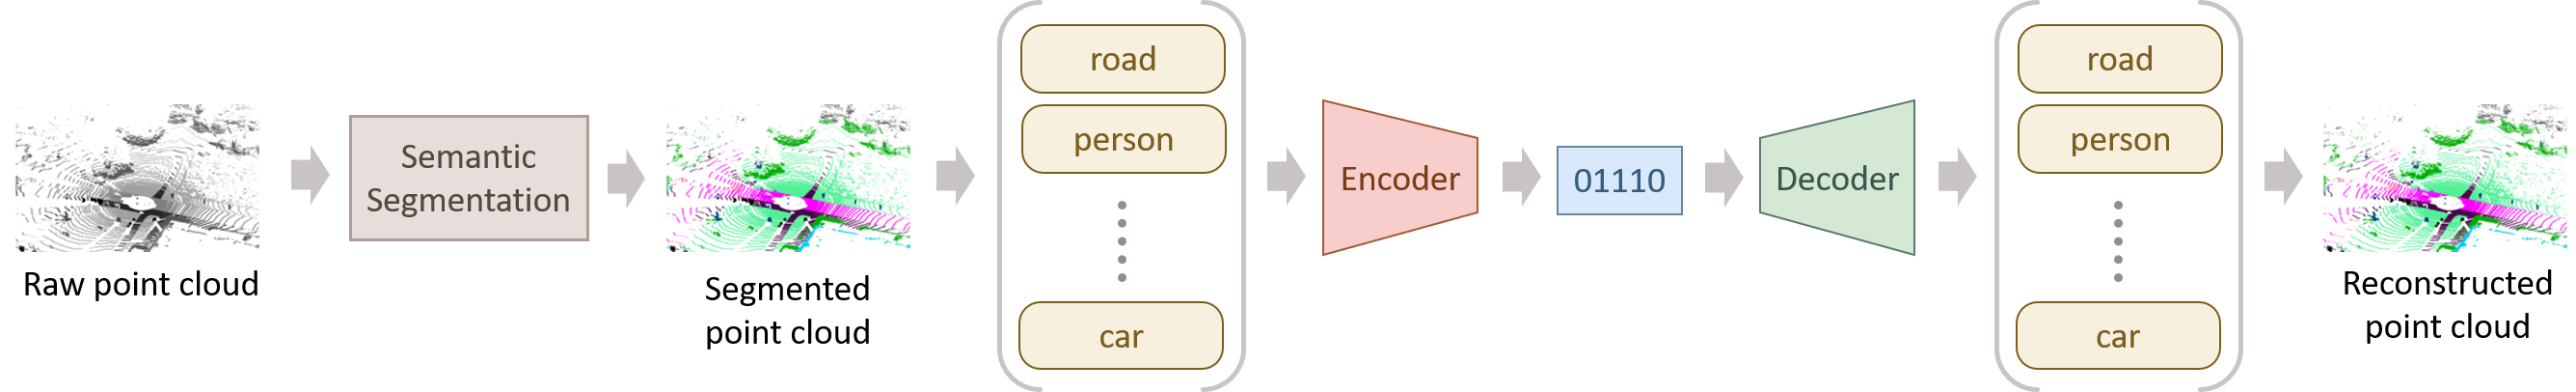 Raw point cloud
Semantic
Segmentation
Segmented
point cloud
road
person
car
Encoder
01110
Decoder
road
person
car
Reconstructed
point cloud